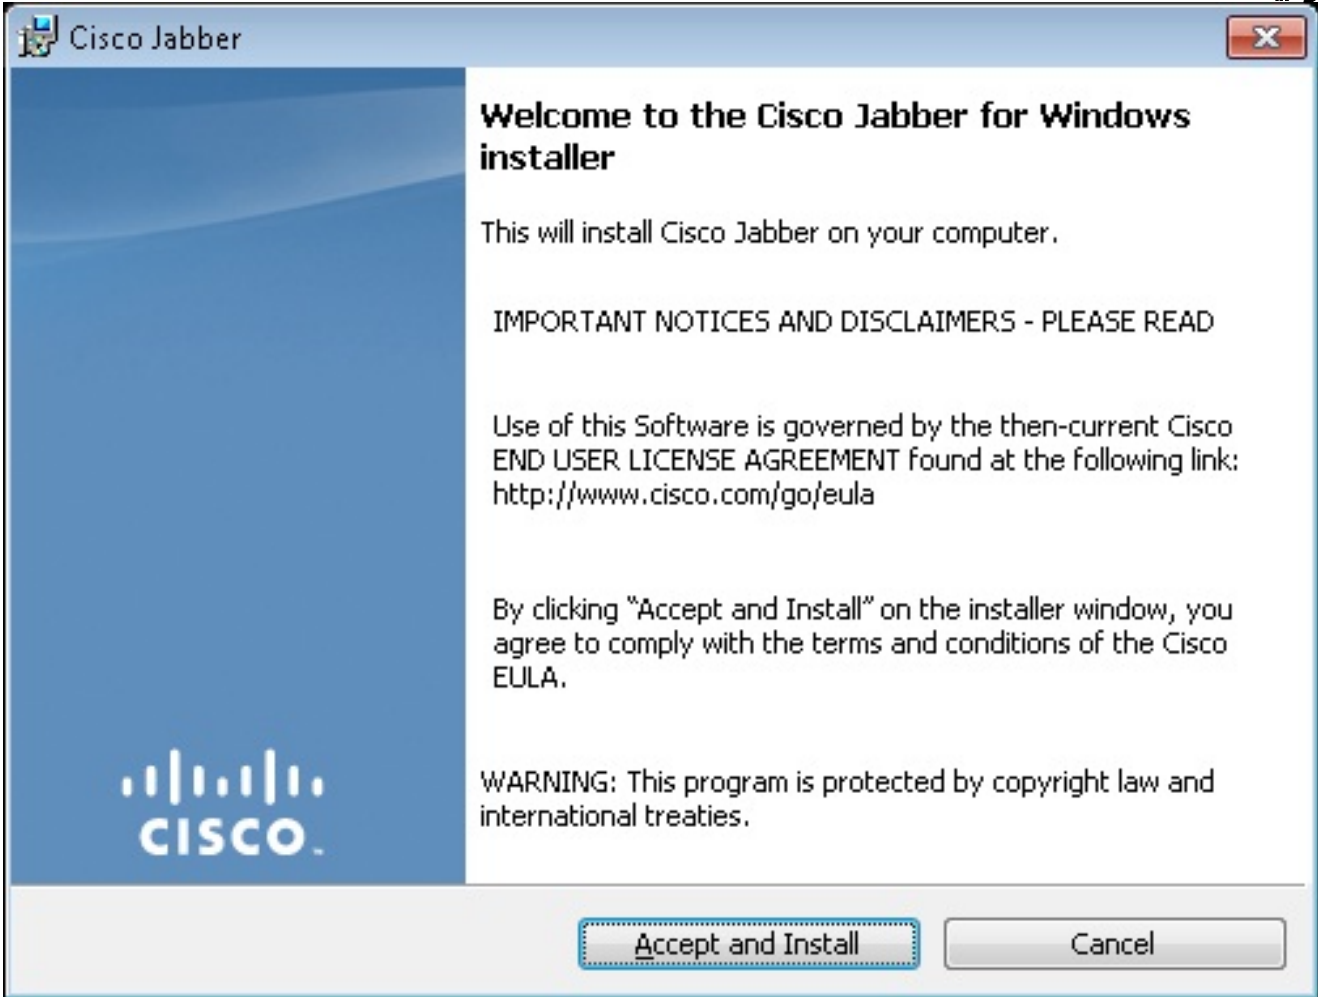 Cisco Jabber
Welcome to the Cisco Jabber for Windows
installer
This will install Cisco Jabber on your computer.
IMPORTANT NOTICES AND DISCLAIMERS - PLEASE READ
Use of this Software is governed by the then-current Cisco
END USER LICENSE AGREEMENT found at the following link:
http://www.cisco.com/go/eula
By clicking “Accept and Install” on the installer window, you
agree to comply with the terms and conditions of the Cisco
EULA.
WARNING: This program is protected by copyright law and
international treaties.
CISCO.
Accept and Install
Cancel